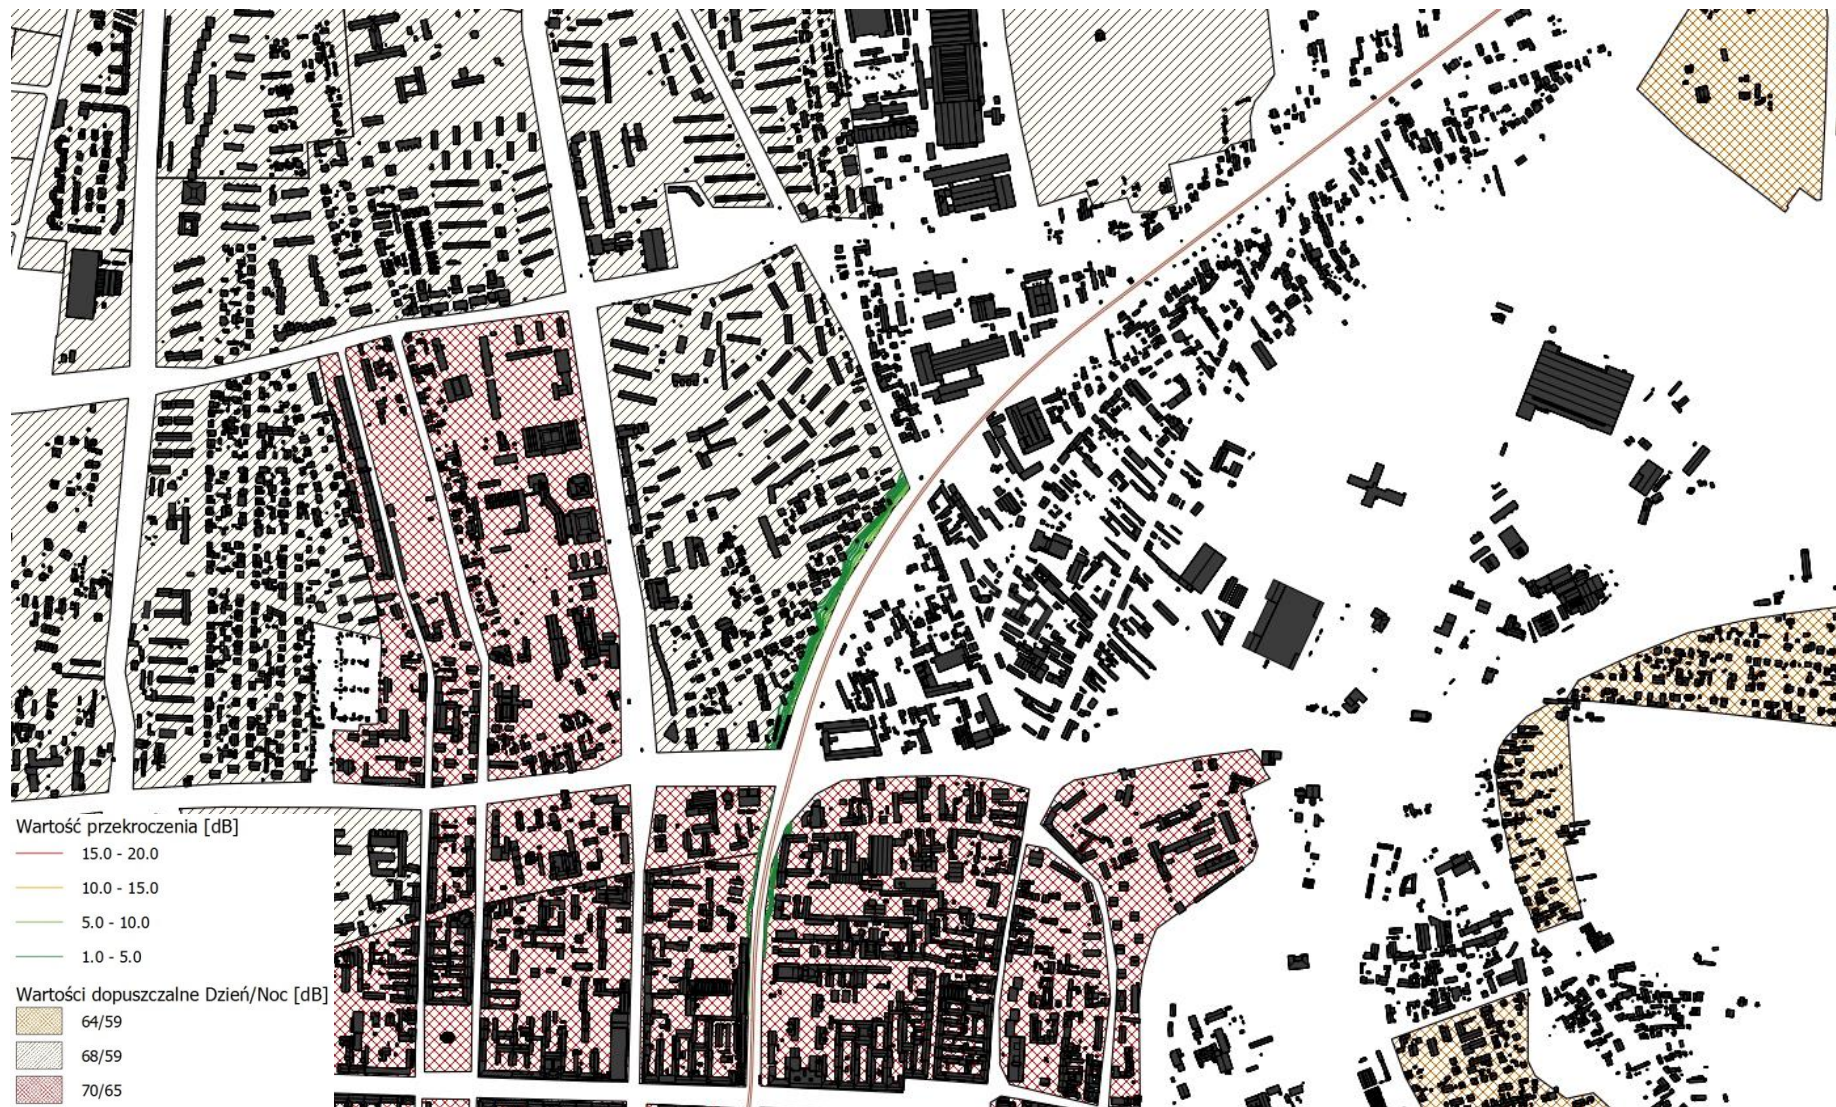 Wartość przekroczenia [dB]
15.0 - 20.0
10.0 - 15.0
5.0 - 10.0
1.0 - 5.0
Wartości dopuszczalne Dzień/Noc [dB]
64/59
68/59
70/65